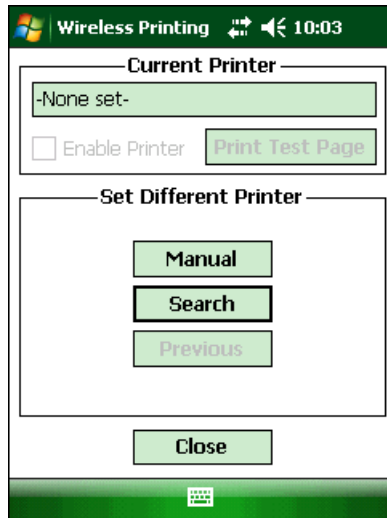 Wireless Printing 10:03
Current Printer
-None set-
Enable Printer Print Test Page
Set Different Printer
Manual
Search
Previous
Close